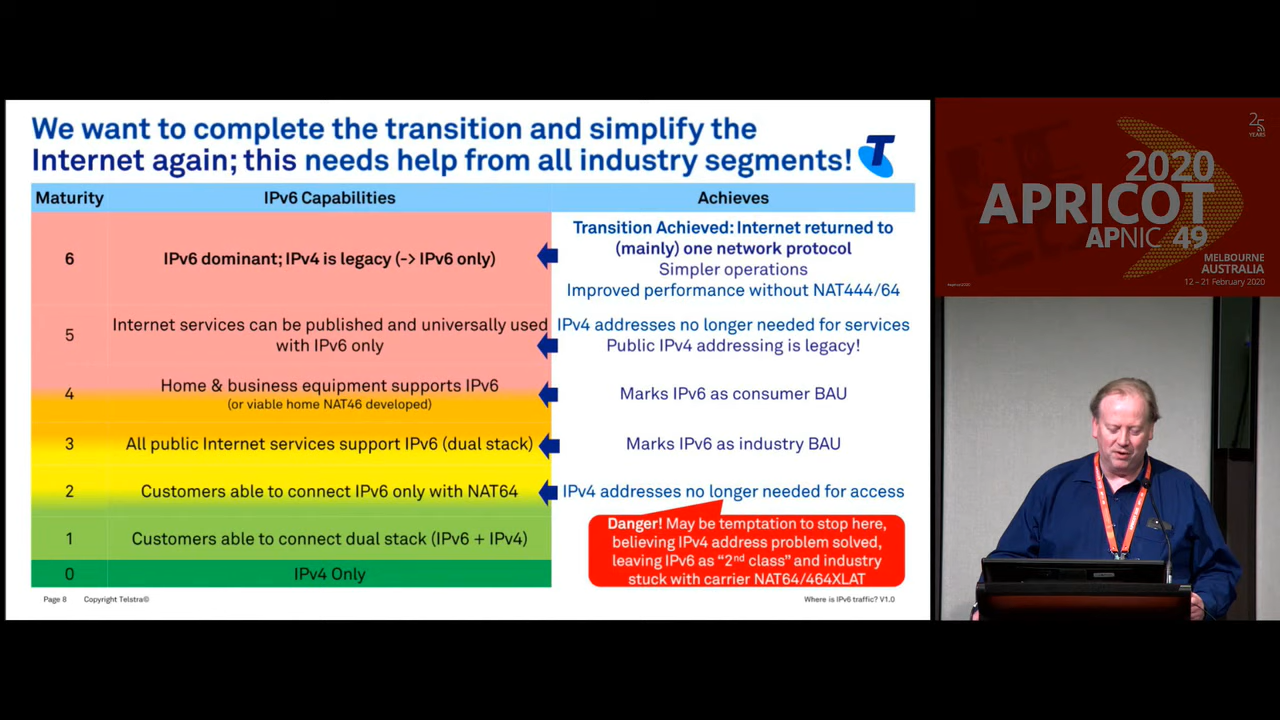 We want to complete the transition and simplify the
Internet again; this needs help from all industry segments!
Maturity
IPv6 Capabilities
Achieves
6
IPv6 dominant; IPv4 is legacy (-> IPv6 only)
Transition Achieved: Internet returned to
(mainly) one network protocol
Simpler operations
Improved performance without NAT444/64
5
Internet services can be published and universally used
with IPv6 only
IPv4 addresses no longer needed for services
Public IPv4 addressing is legacy!
4
Home & business equipment supports IPv6
(or viable home NAT46 developed)
Marks IPv6 as consumer BAU
3
All public Internet services support IPv6 (dual stack)
Marks IPv6 as industry BAU
2
Customers able to connect IPv6 only with NAT64
IPv4 addresses no longer needed for access
1
Customers able to connect dual stack (IPv6 + IPv4)
Danger! May be temptation to stop here,
believing IPv4 address problem solved,
leaving IPv6 as “2nd class” and industry
stuck with carrier NAT64/464XLAT
0
IPv4 Only
Page 8
Copyright Telstra©
Where is IPv6 traffic? V1.0
25
YEARS
2020
APRICOT
APNIC 49
MELBOURNE
AUSTRALIA
12 – 21 February 2020